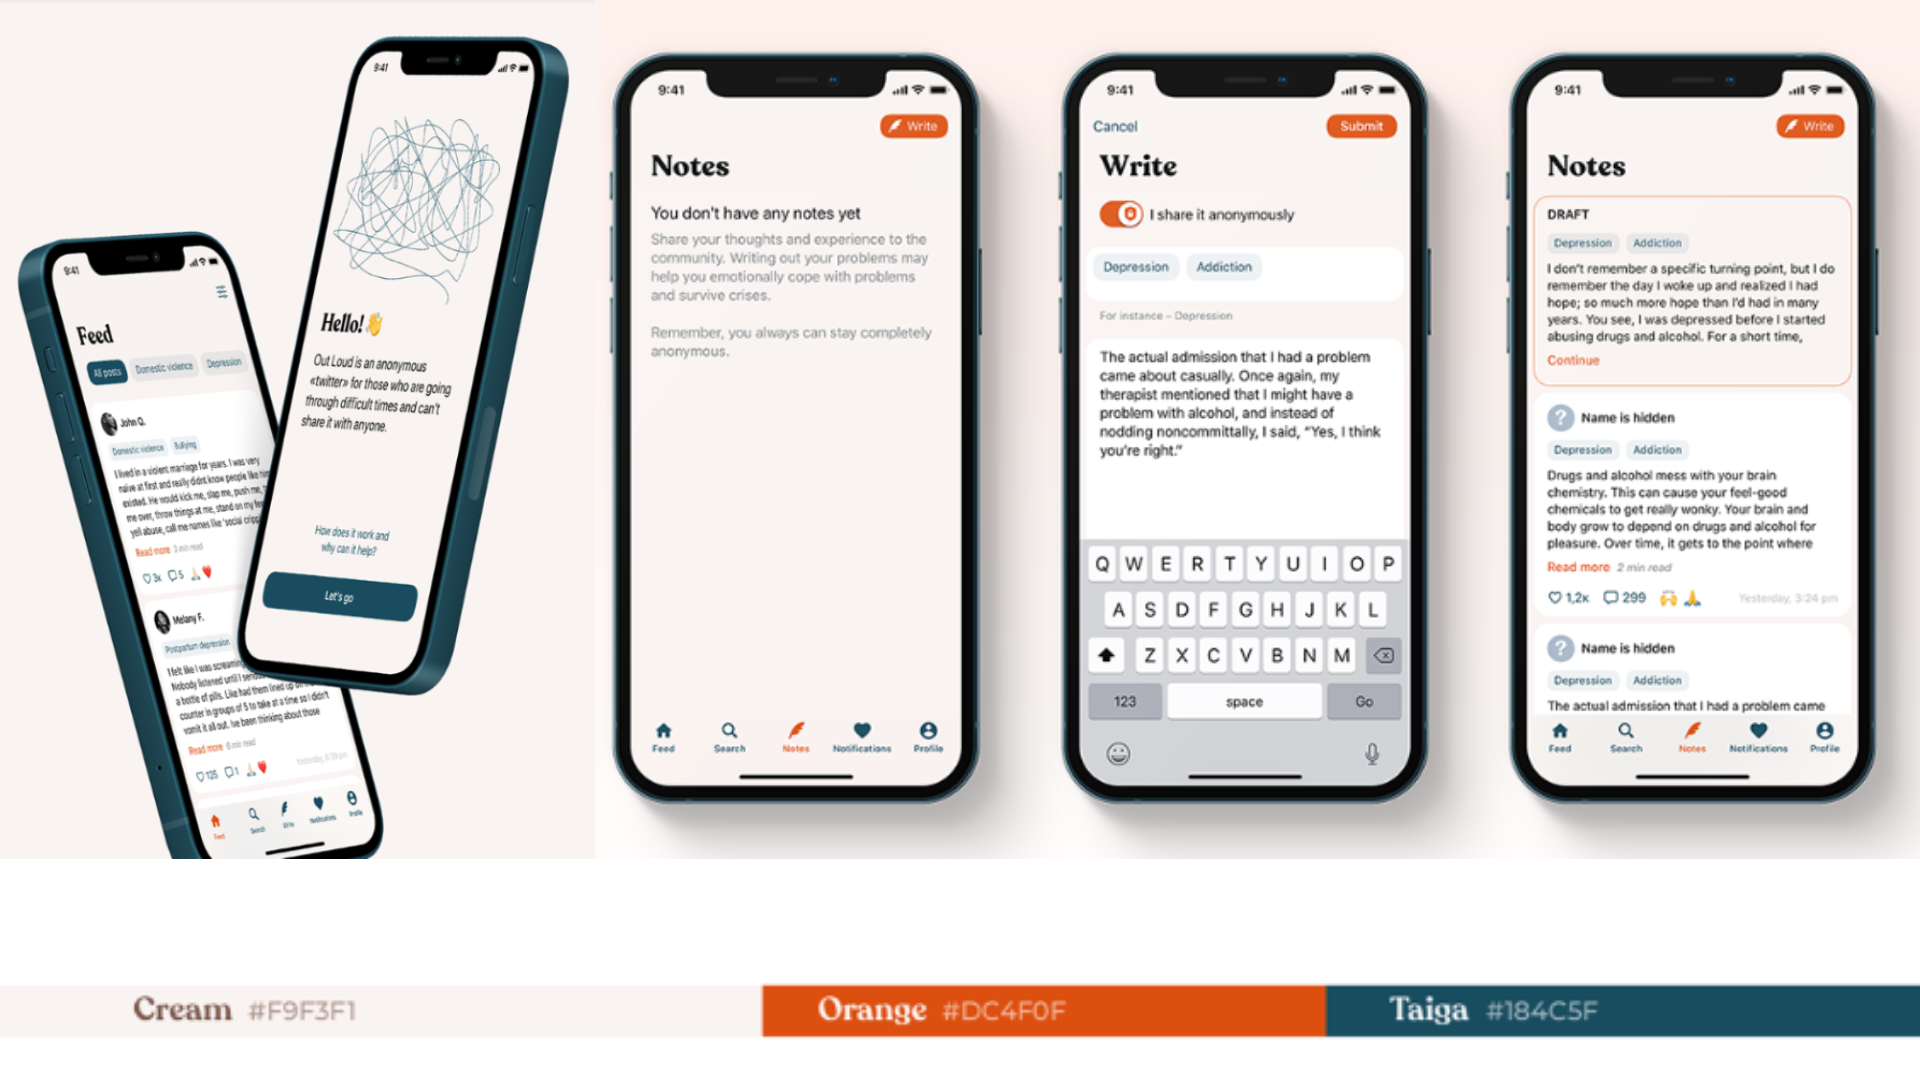 9:41
Feed
All posts
Domestic violence
Depression
John Q.
Domestic violence
Bullying
I lived in a violent marriage for years. I was very
naive at first and really didnt know people like him
existed. He would kick me, slap me, push me,
me over, throw things at me, stand on my
yell abuse, call me names like 'social
Read more 3 min read
3к
5
Melany F.
Postpartum depression
I felt like I was screaming
Nobody listened until I
a bottle of pills. Like had them lined up on
counter in groups of 5 to take at a time so I didn't
vomit it all out. Ive been thinking about those
Read more 6 min read
125
1
Yesterday,
Feed
Search
Write
Notifications
Profile
9:41
Hello!👋
Out Loud is an anonymous
«twitter» for those who are going
through difficult times and can't
share it with anyone.
How does it work and
why can it help?
Let's go
9:41
Write
Notes
You don't have any notes yet
Share your thoughts and experience to the
community. Writing out your problems may
help you emotionally cope with problems
and survive crises.
Remember, you always can stay completely
anonymous.
Feed
Search
Notes
Notifications
Profile
9:41
Cancel
Submit
Write
I share it anonymously
Depression
Addiction
For instance – Depression
The actual admission that I had a problem
came about casually. Once again, my
therapist mentioned that I might have a
problem with alcohol, and instead of
nodding noncommittally, I said, “Yes, I think
you're right.”
Q W E R T Y U I O P
A S D F G H J K L
Z X C V B N M
123
space
Go
9:41
Write
Notes
DRAFT
Depression
Addiction
I don't remember a specific turning point, but I do
remember the day I woke up and realized I had
hope; so much more hope than I'd had in many
years. You see, I was depressed before I started
abusing drugs and alcohol. For a short time,
Continue
? Name is hidden
Depression
Addiction
Drugs and alcohol mess with your brain
chemistry. This can cause your feel-good
chemicals to get really wonky. Your brain and
body grow to depend on drugs and alcohol for
pleasure. Over time, it gets to the point where
Read more 2 min read
1,2к
299
Yesterday, 3:24 pm
? Name is hidden
Depression
Addiction
The actual admission that I had a problem came
Feed
Search
Notes
Notifications
Profile
Cream #F9F3F1
Orange #DC4F0F
Taiga #184C5F